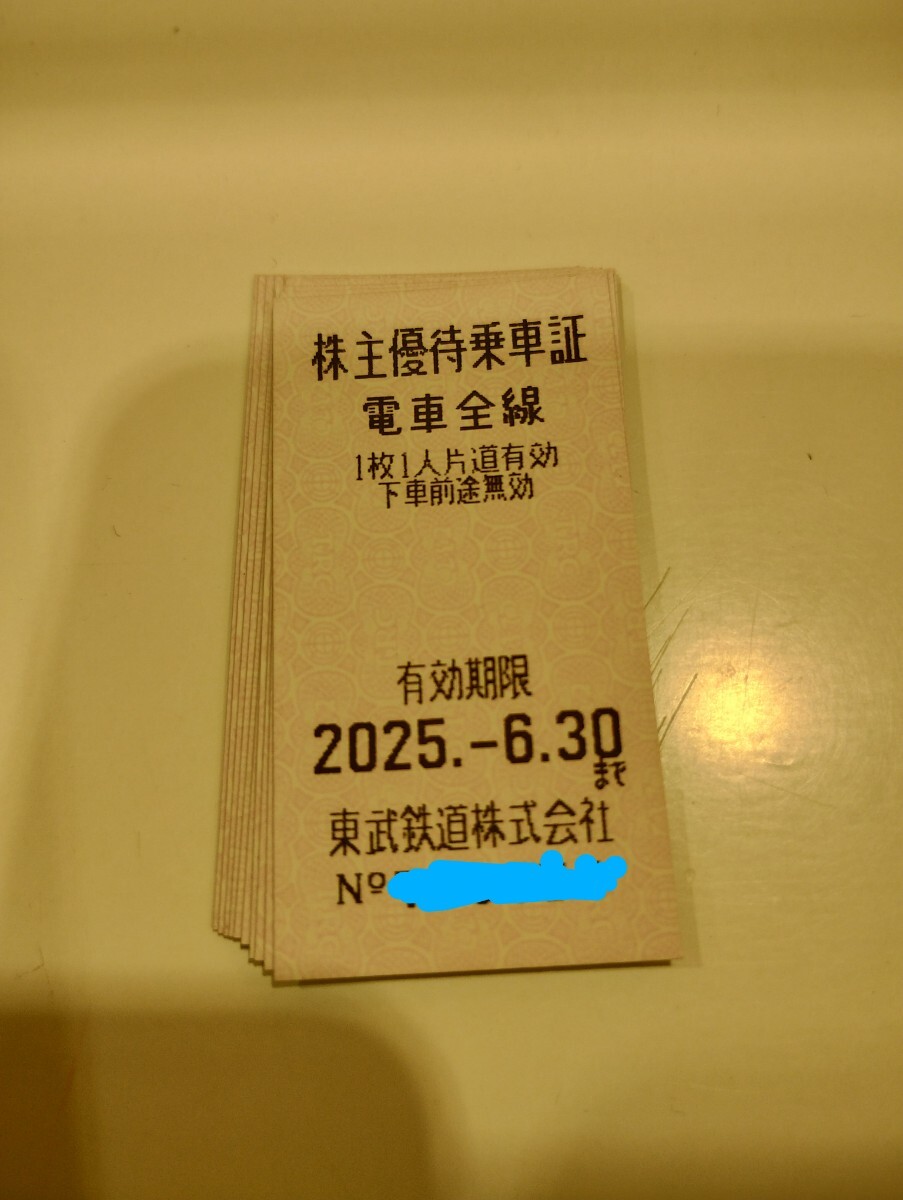 株主優待乗車証
電車全線
1枚1人片道有効
下車前途無効
有効期限
2025.-6.30
まで
東武鉄道株式会社
№